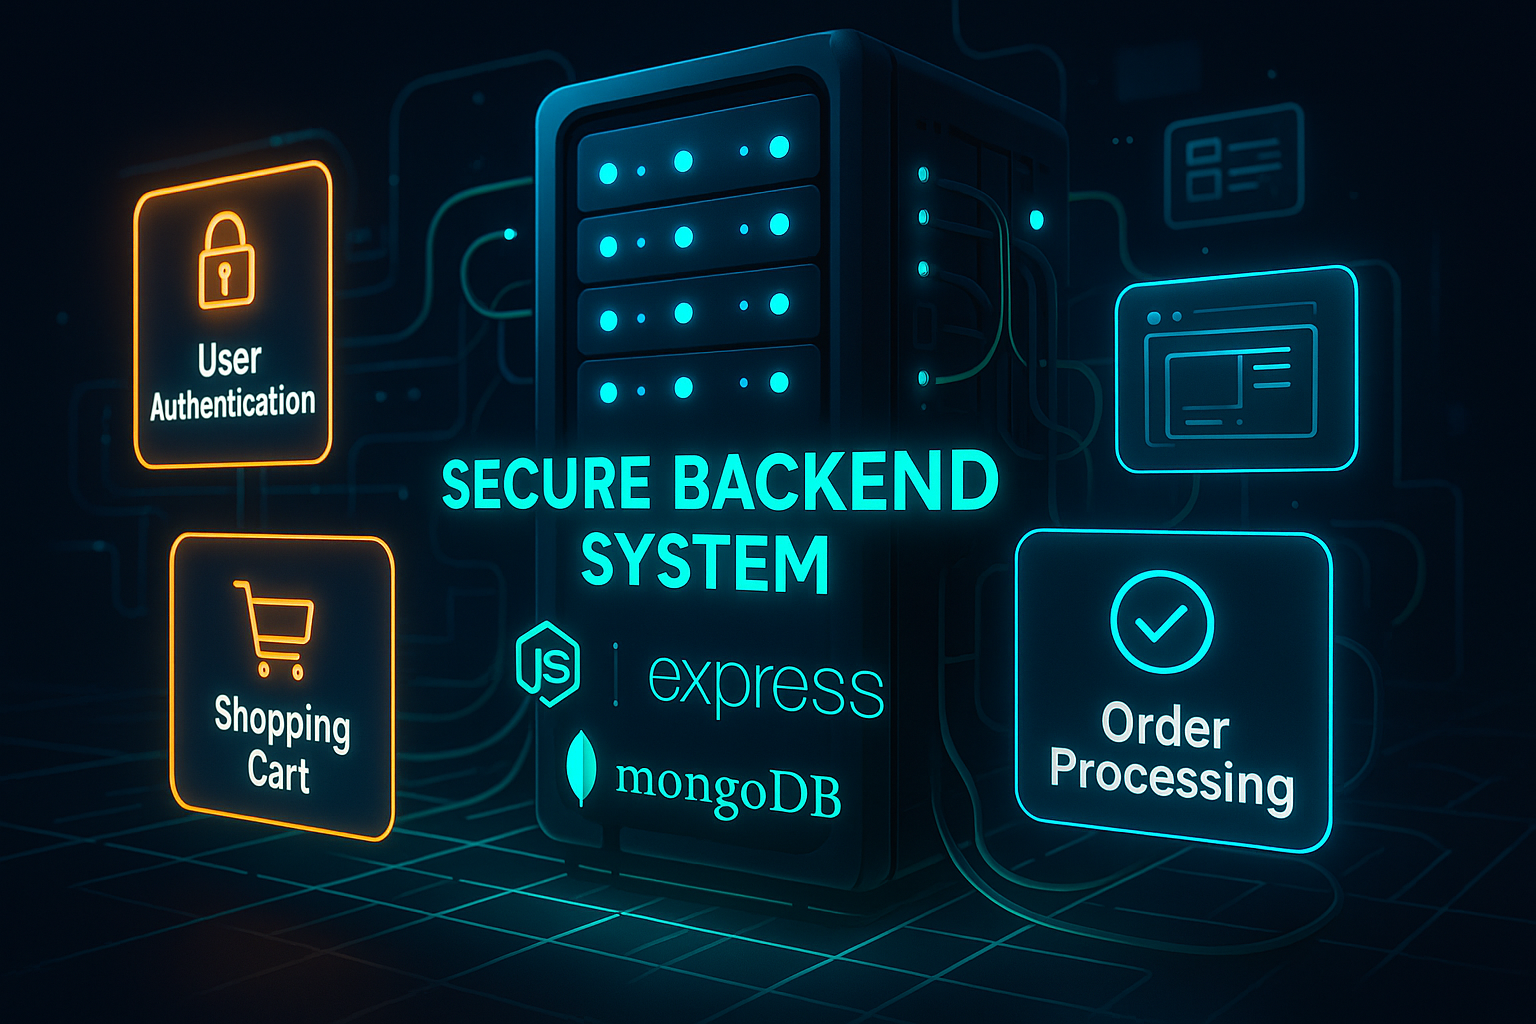 User
Authentication
SECURE BACKEND
SYSTEM
JS
express
mongoDB
Shopping
Cart
Order
Processing